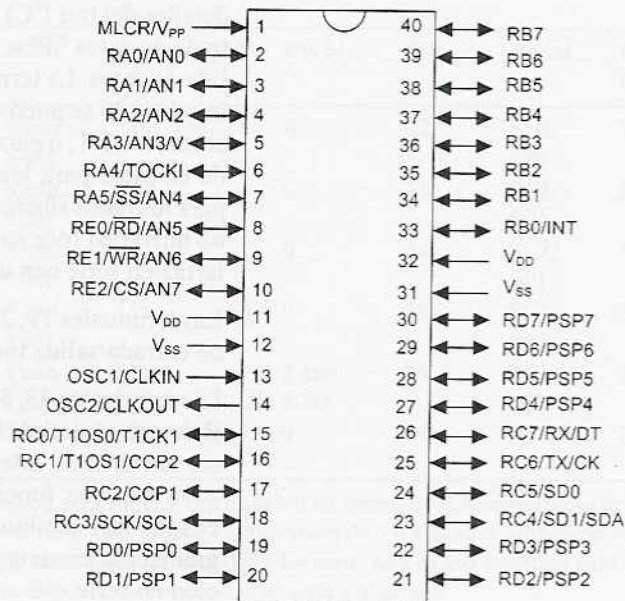 MLCR/VPP 1 40 RB7
RA0/AN0 2 39 RB6
RA1/AN1 3 38 RB5
RA2/AN2 4 37 RB4
RA3/AN3/V 5 36 RB3
RA4/TOCKI 6 35 RB2
RA5/SS/AN4 7 34 RB1
RE0/RD/AN5 8 33 RB0/INT
RE1/WR/AN6 9 32 VDD
RE2/CS/AN7 10 31 VSS
VDD 11 30 RD7/PSP7
VSS 12 29 RD6/PSP6
OSC1/CLKIN 13 28 RD5/PSP5
OSC2/CLKOUT 14 27 RD4/PSP4
RC0/T1OS0/T1CK1 15 26 RC7/RX/DT
RC1/T1OS1/CCP2 16 25 RC6/TX/CK
RC2/CCP1 17 24 RC5/SD0
RC3/SCK/SCL 18 23 RC4/SD1/SDA
RD0/PSP0 19 22 RD3/PSP3
RD1/PSP1 20 21 RD2/PSP2